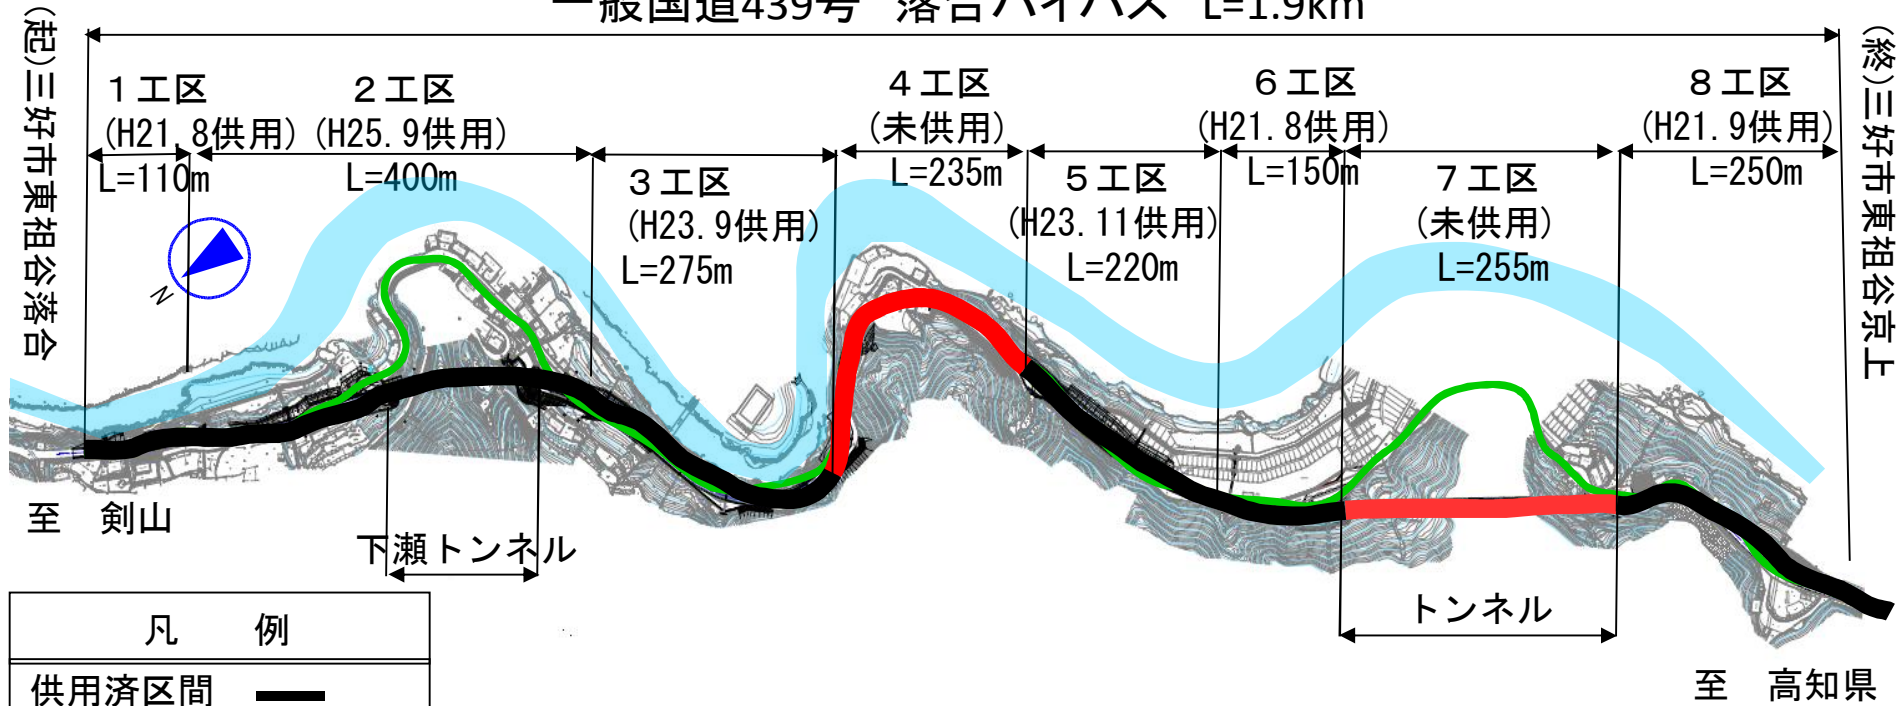 一般国道439号 落合バイパス L=1.9km
(起)三好市東祖谷落合
(終)三好市東祖谷京上
1工区
(H21.8供用)
L=110m
2工区
(H25.9供用)
L=400m
3工区
(H23.9供用)
L=275m
4工区
(未供用)
L=235m
5工区
(H23.11供用)
L=220m
6工区
(H21.8供用)
L=150m
7工区
(未供用)
L=255m
8工区
(H21.9供用)
L=250m
N
至 剣山
下瀬トンネル
トンネル
至 高知県
凡 例
供用済区間